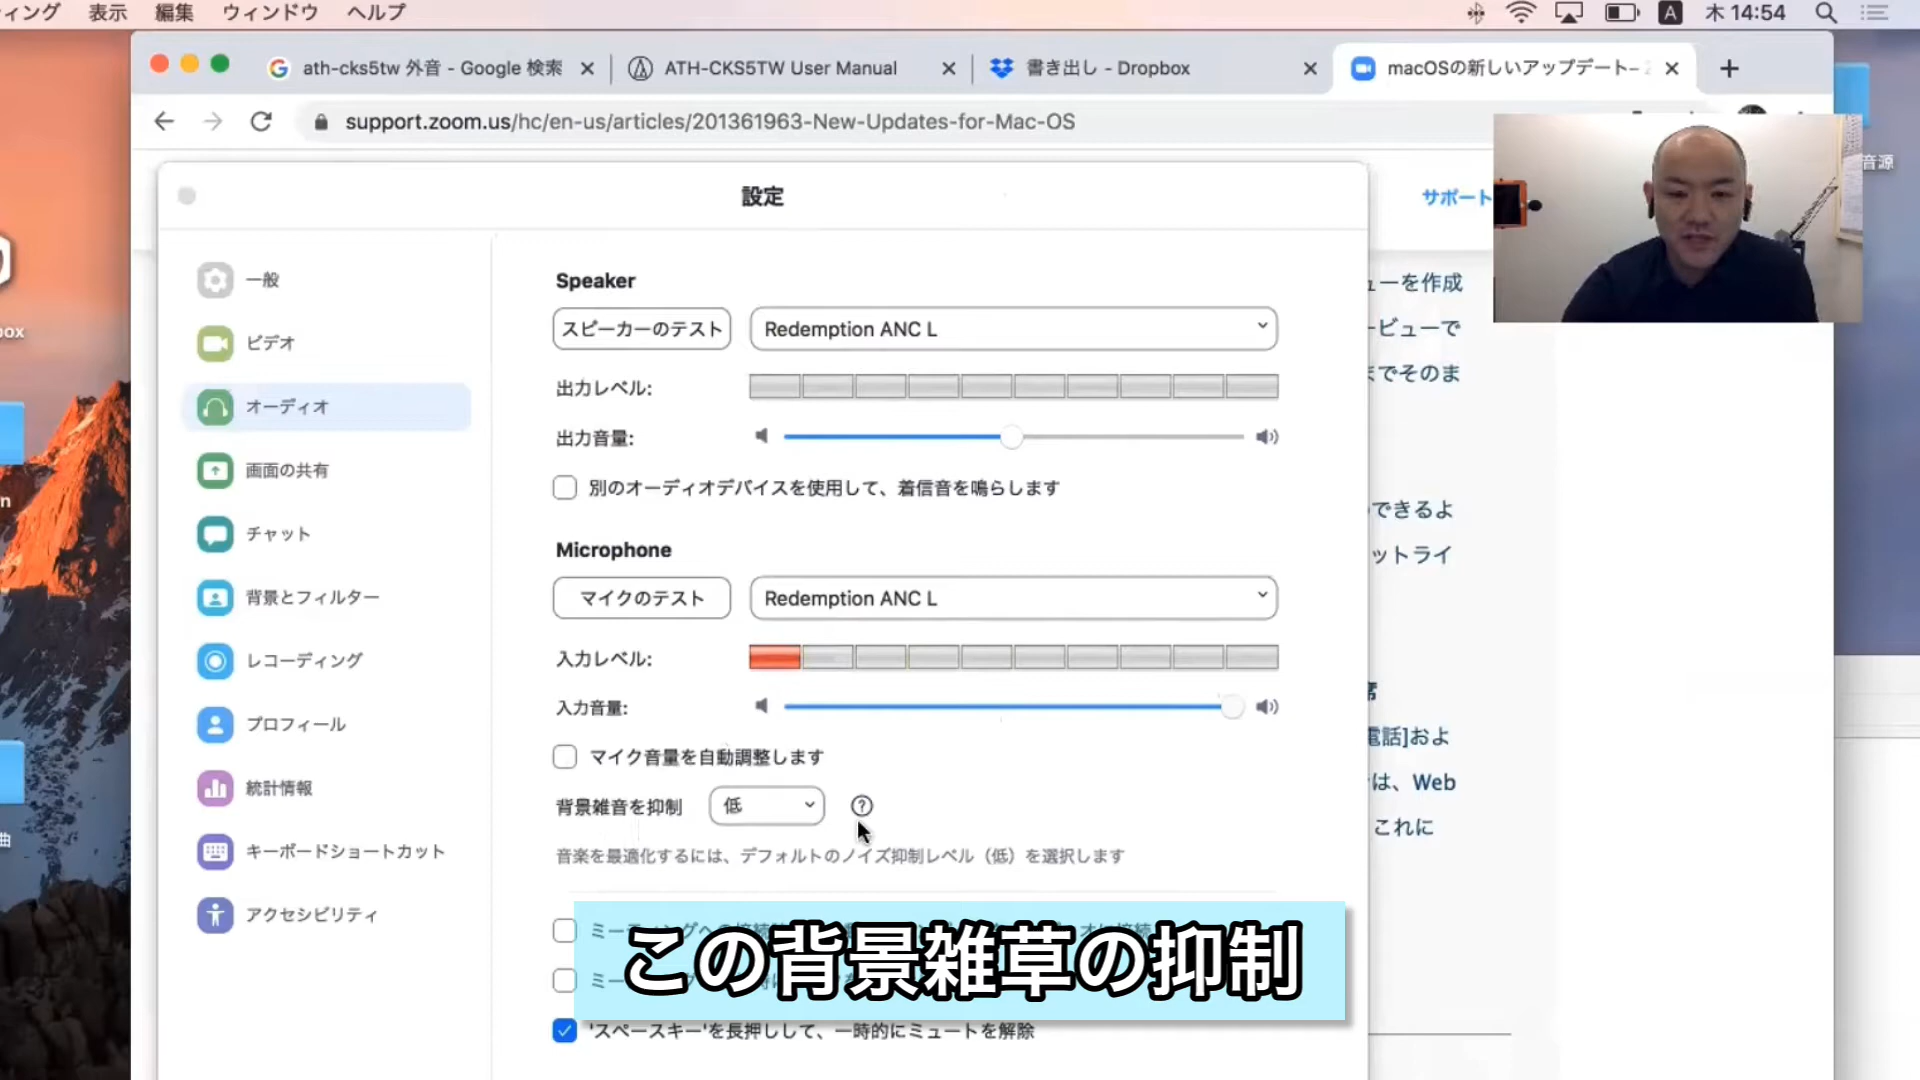 ィング 表示 編集 ウィンドウ ヘルプ
A 木 14:54
ath-cks5tw 外音 - Google 検索
ATH-CKS5TW User Manual
書き出し - Dropbox
macOSの新しいアップデート–
support.zoom.us/hc/en-us/articles/201361963-New-Updates-for-Mac-OS
設定
サポート
音源
一般
ビデオ
オーディオ
画面の共有
チャット
背景とフィルター
レコーディング
プロフィール
統計情報
キーボードショートカット
アクセシビリティ
Speaker
スピーカーのテスト
Redemption ANC L
出力レベル:
出力音量:
別のオーディオデバイスを使用して、着信音を鳴らします
Microphone
マイクのテスト
Redemption ANC L
入力レベル:
入力音量:
マイク音量を自動調整します
背景雑音を抑制 低
音楽を最適化するには、デフォルトのノイズ抑制レベル（低）を選択します
この背景雑草の抑制
'スペースキー'を長押しして、一時的にミュートを解除
ューを作成
ービューで
までそのま
できるよ
ットライ
席
電話]およ
は、Web
これに
ox
n
曲